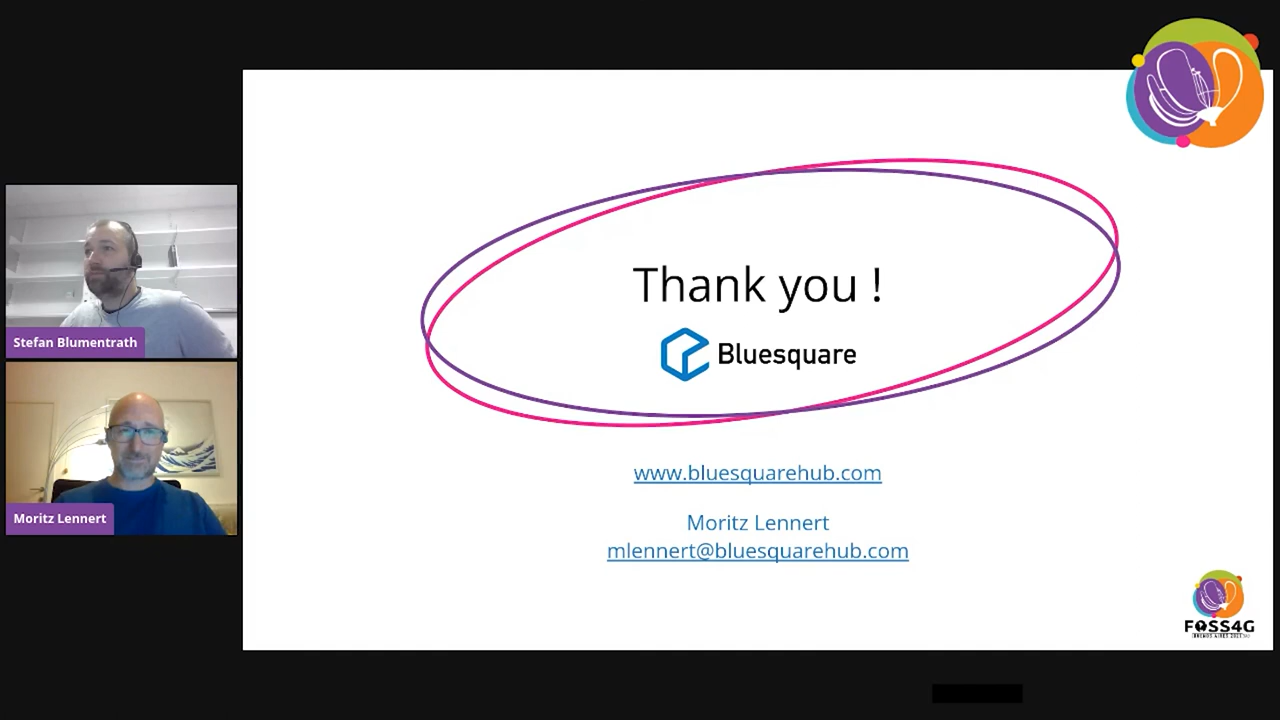 Stefan Blumentrath
Moritz Lennert
Thank you !
Bluesquare
www.bluesquarehub.com
Moritz Lennert
mlennert@bluesquarehub.com
FOSS4G